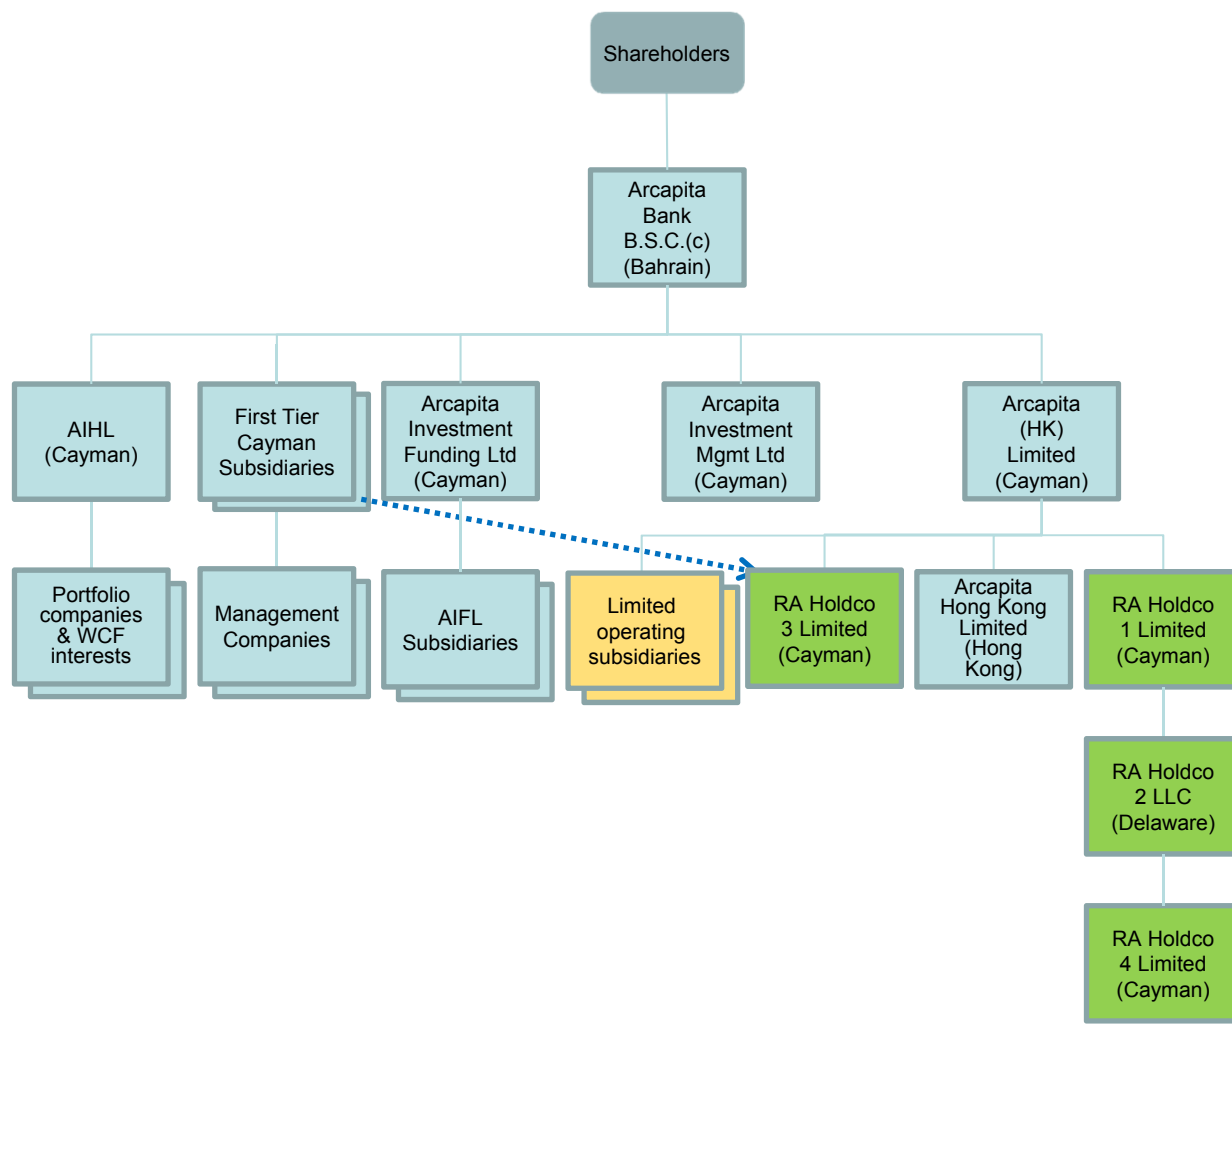 Shareholders
Arcapita
Bank
B.S.C.(c)
(Bahrain)
AIHL
(Cayman)
First Tier
Cayman
Subsidiaries
Arcapita
Investment
Funding Ltd
(Cayman)
Arcapita
Investment
Mgmt Ltd
(Cayman)
Arcapita
(HK)
Limited
(Cayman)
Portfolio
companies
& WCF
interests
Management
Companies
AIFL
Subsidiaries
Limited
operating
subsidiaries
RA Holdco
3 Limited
(Cayman)
Arcapita
Hong Kong
Limited
(Hong
Kong)
RA Holdco
1 Limited
(Cayman)
RA Holdco
2 LLC
(Delaware)
RA Holdco
4 Limited
(Cayman)